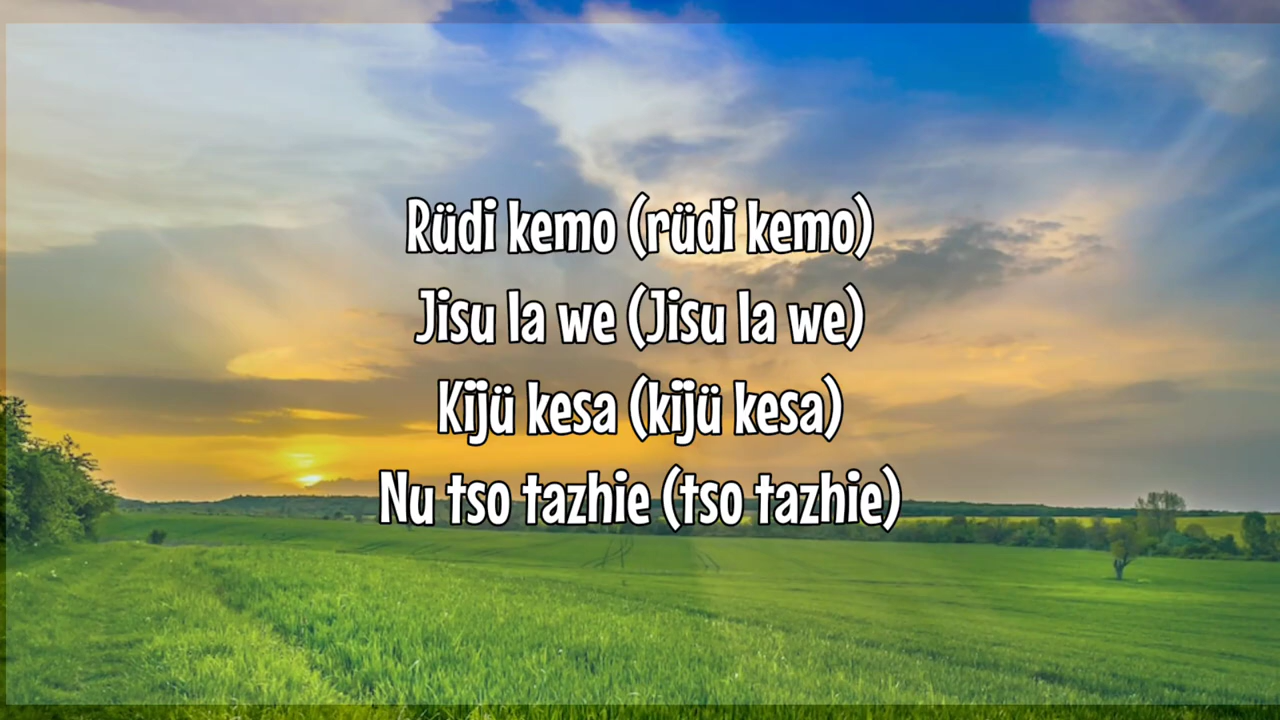 Rüdi kemo (rüdi kemo)
Jisu la we (Jisu la we)
Kijü kesa (kijü kesa)
Nu tso tazhie (tso tazhie)